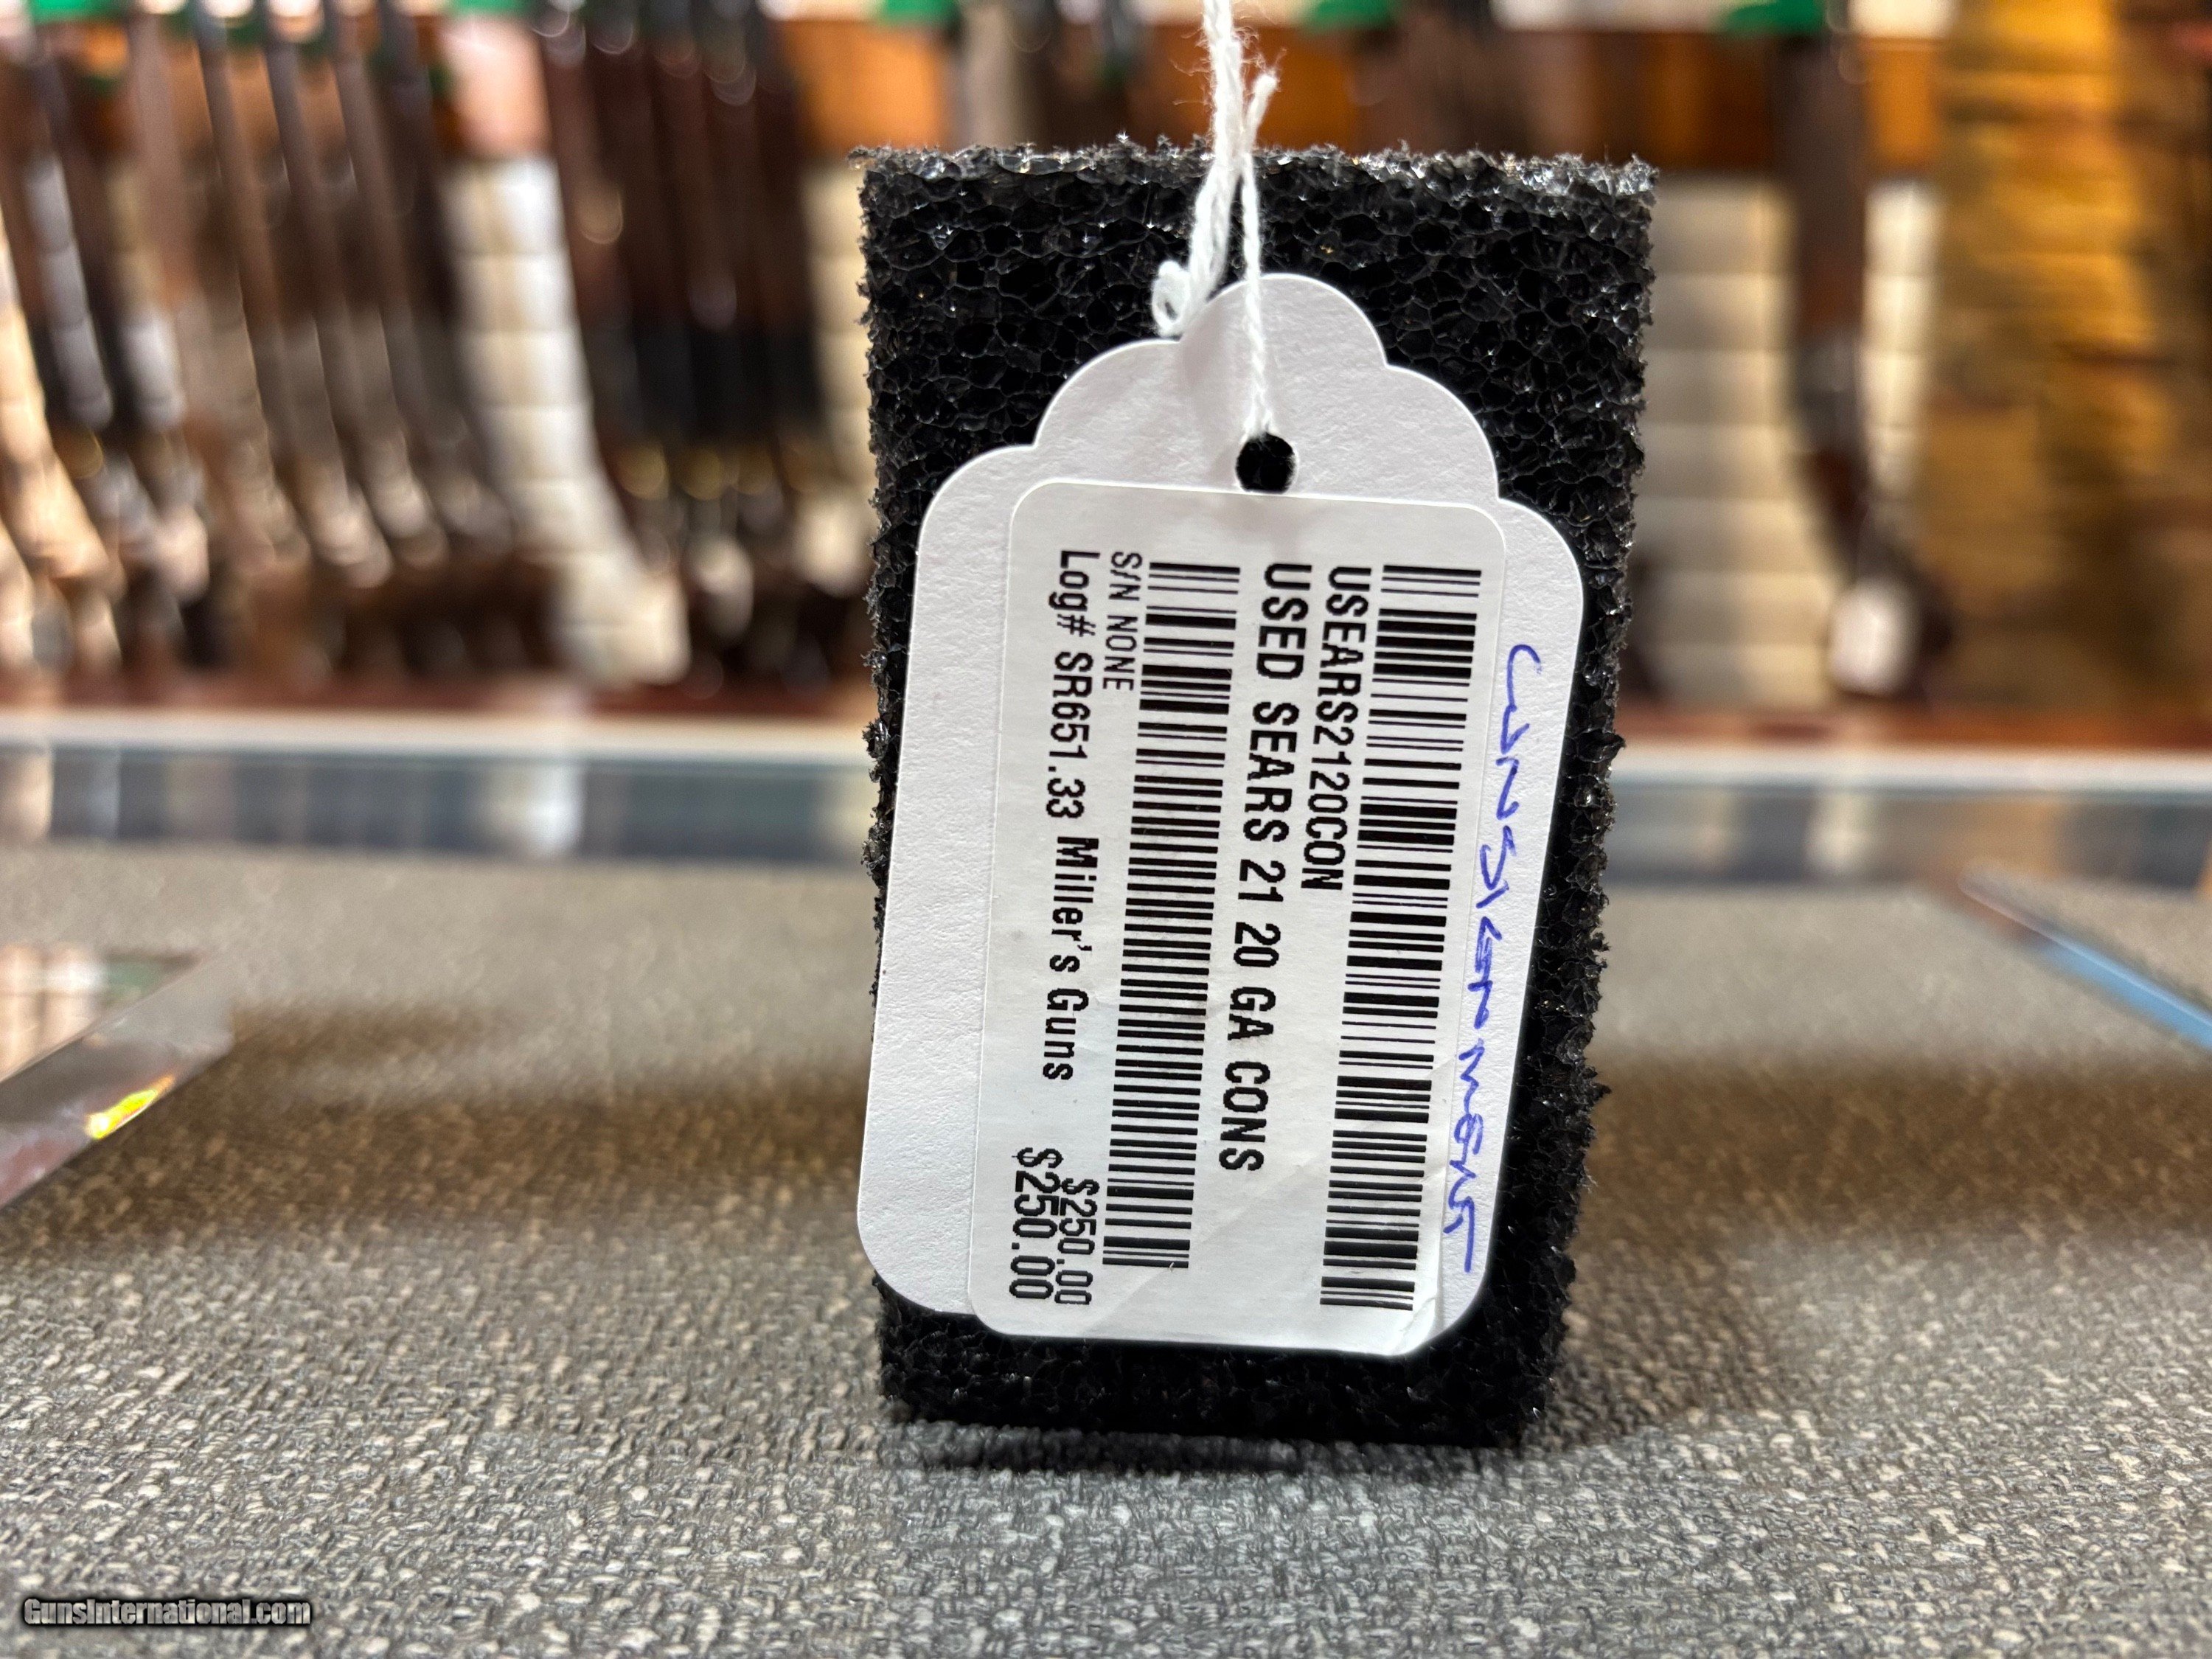 CONSIGNMENT
USEARS2120CON
USED SEARS 21 20 GA CONS
S/N NONE
$250.00
Log# SR651.33 Miller's Guns $250.00
GunsInternational.com